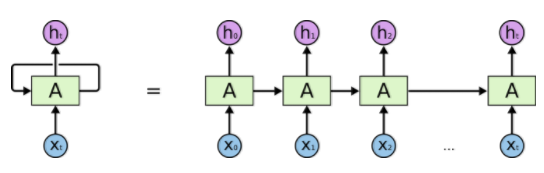 hₜ h₀ h₁ h₂ hₜ
A = A A A A
xₜ x₀ x₁ x₂ ... xₜ